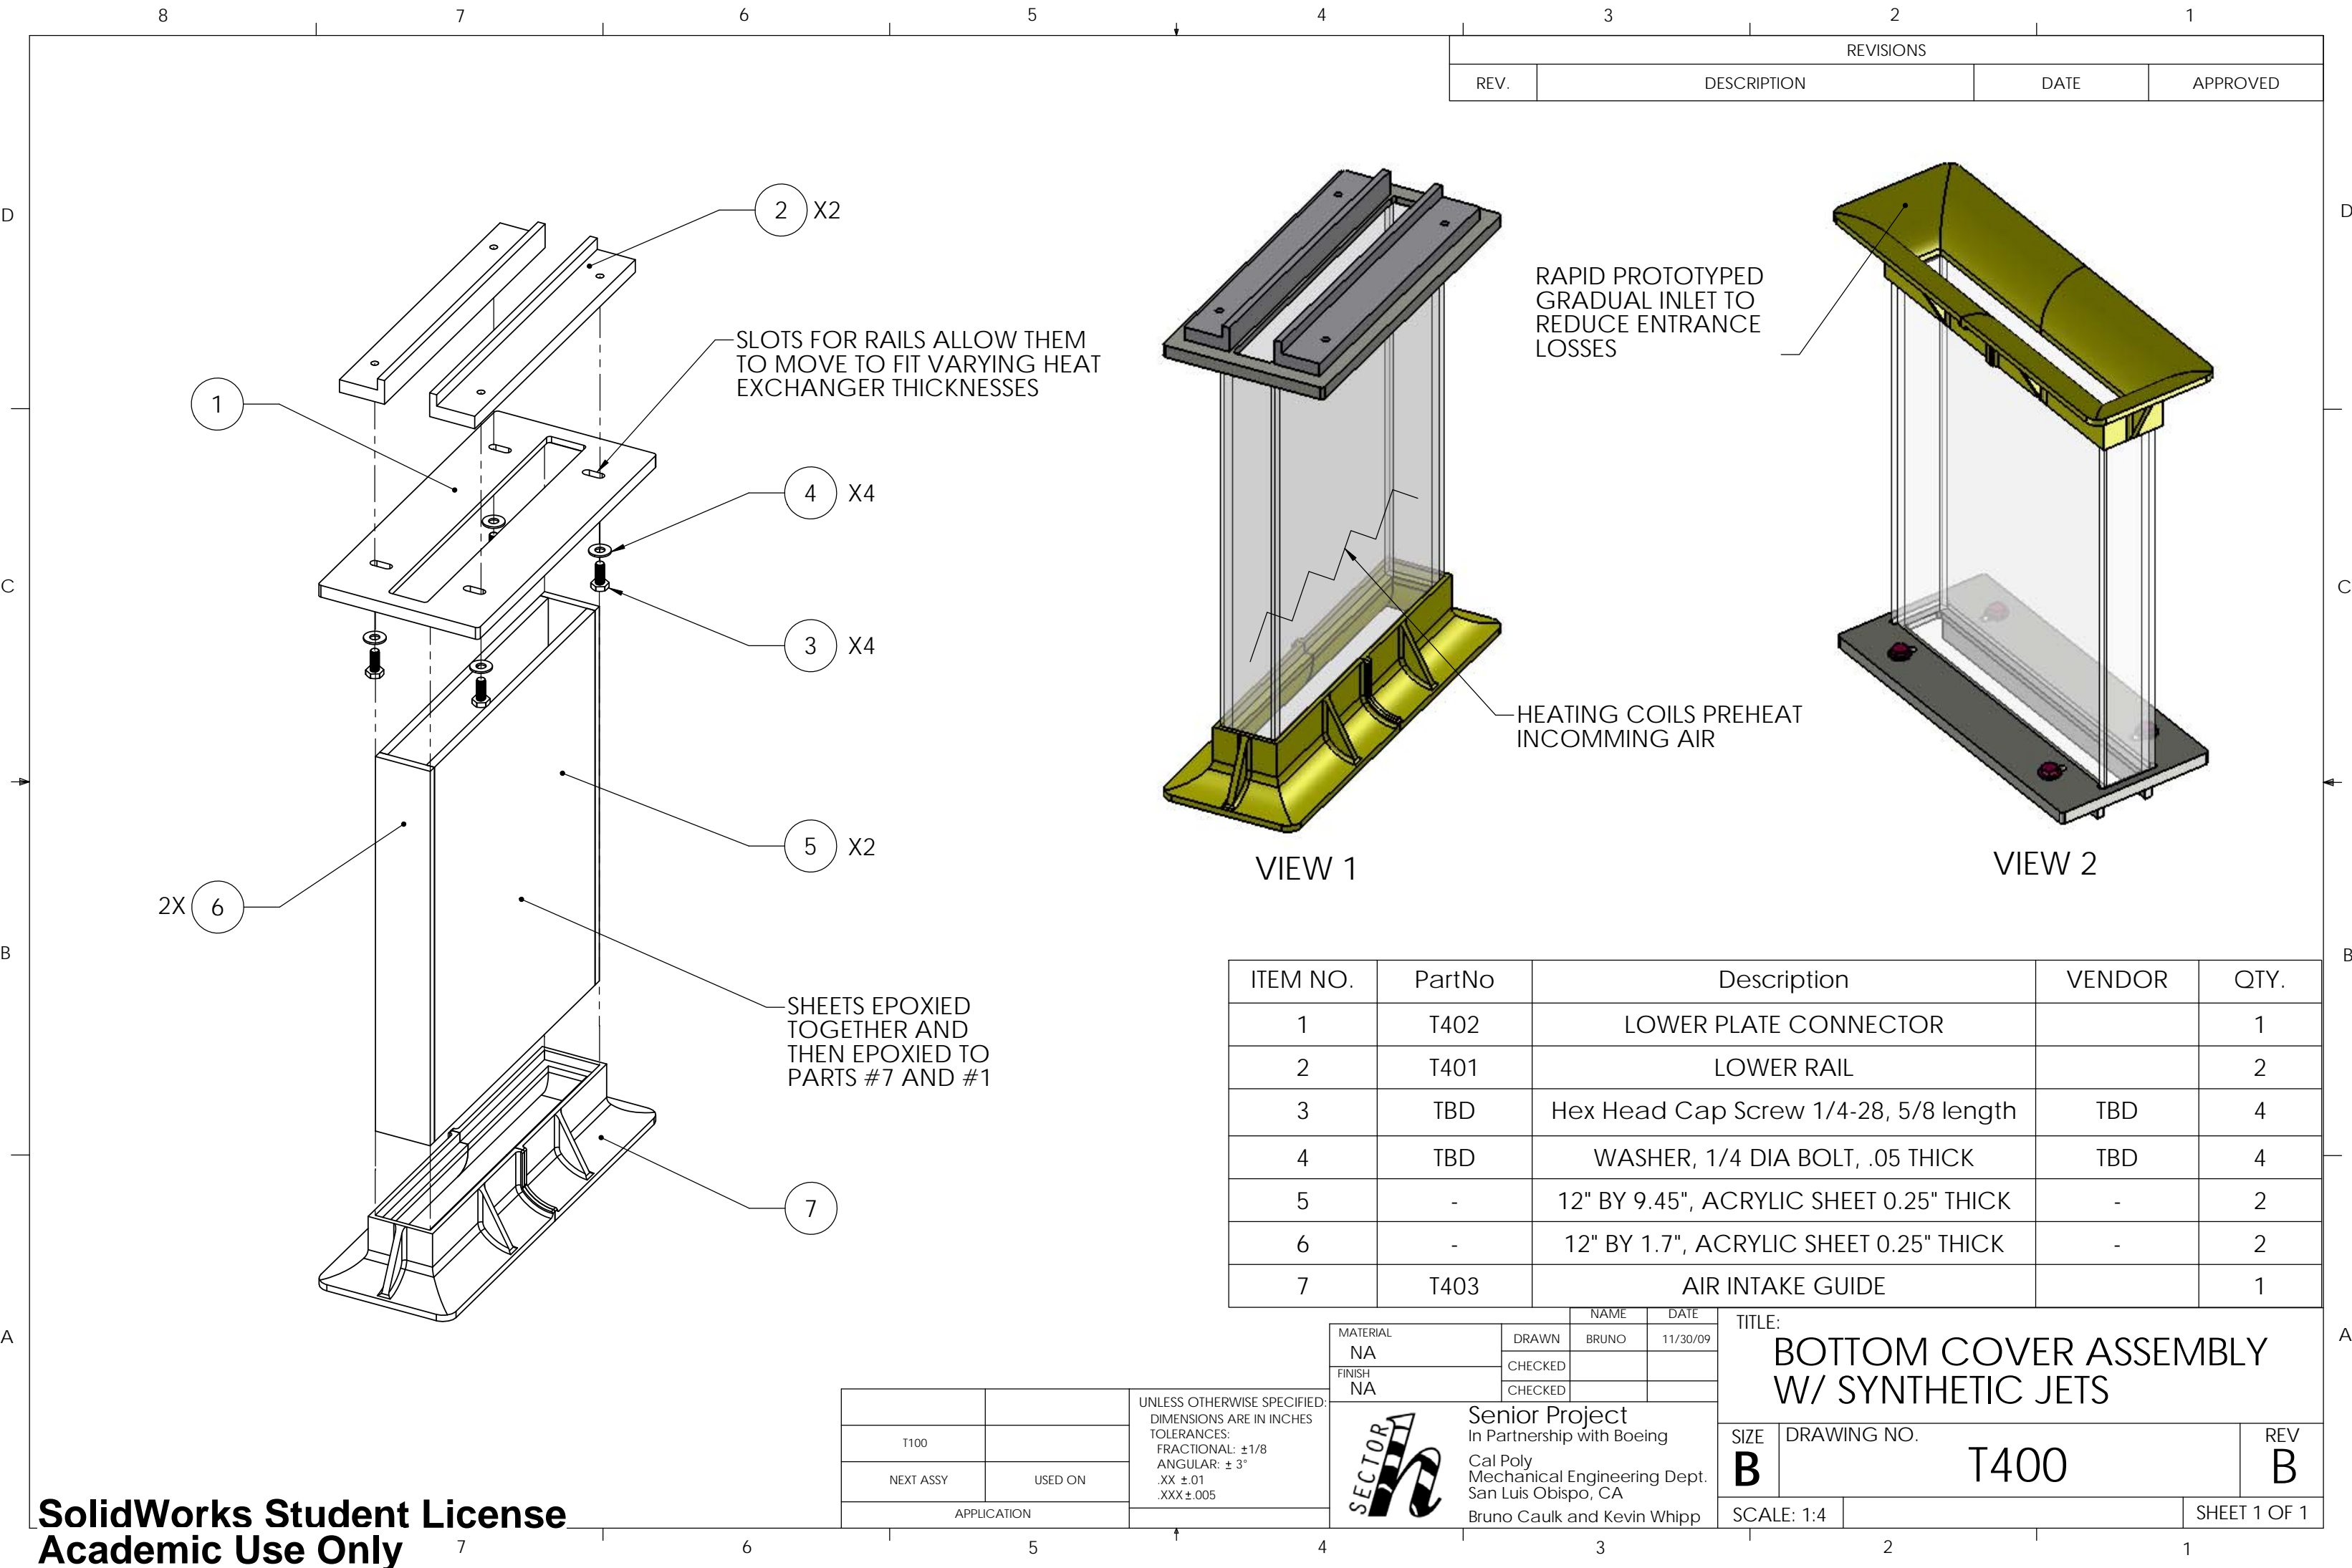 8 7 6 5 4 3 2 1
REVISIONS
REV. DESCRIPTION DATE APPROVED
D D
2 X2
SLOTS FOR RAILS ALLOW THEM
TO MOVE TO FIT VARYING HEAT
EXCHANGER THICKNESSES
1
4 X4
3 X4
C C
5 X2
2X 6
SHEETS EPOXIED
TOGETHER AND
THEN EPOXIED TO
PARTS #7 AND #1
7
RAPID PROTOTYPED
GRADUAL INLET TO
REDUCE ENTRANCE
LOSSES
HEATING COILS PREHEAT
INCOMMING AIR
VIEW 1
VIEW 2
B B
ITEM NO. PartNo Description VENDOR QTY.
1 T402 LOWER PLATE CONNECTOR 1
2 T401 LOWER RAIL 2
3 TBD Hex Head Cap Screw 1/4-28, 5/8 length TBD 4
4 TBD WASHER, 1/4 DIA BOLT, .05 THICK TBD 4
5 - 12" BY 9.45", ACRYLIC SHEET 0.25" THICK - 2
6 - 12" BY 1.7", ACRYLIC SHEET 0.25" THICK - 2
7 T403 AIR INTAKE GUIDE 1
A A
NAME DATE
MATERIAL
NA
DRAWN BRUNO 11/30/09
CHECKED
FINISH
NA
CHECKED
TITLE:
BOTTOM COVER ASSEMBLY
W/ SYNTHETIC JETS
UNLESS OTHERWISE SPECIFIED:
DIMENSIONS ARE IN INCHES
TOLERANCES:
FRACTIONAL: ±1/8
ANGULAR: ± 3°
.XX ±.01
.XXX±.005
T100
NEXT ASSY USED ON
APPLICATION
SECTOR h
Senior Project
In Partnership with Boeing
Cal Poly
Mechanical Engineering Dept.
San Luis Obispo, CA
Bruno Caulk and Kevin Whipp
SIZE
B
DRAWING NO.
T400
REV
B
SCALE: 1:4
SHEET 1 OF 1
SolidWorks Student License
Academic Use Only
7 6 5 4 3 2 1